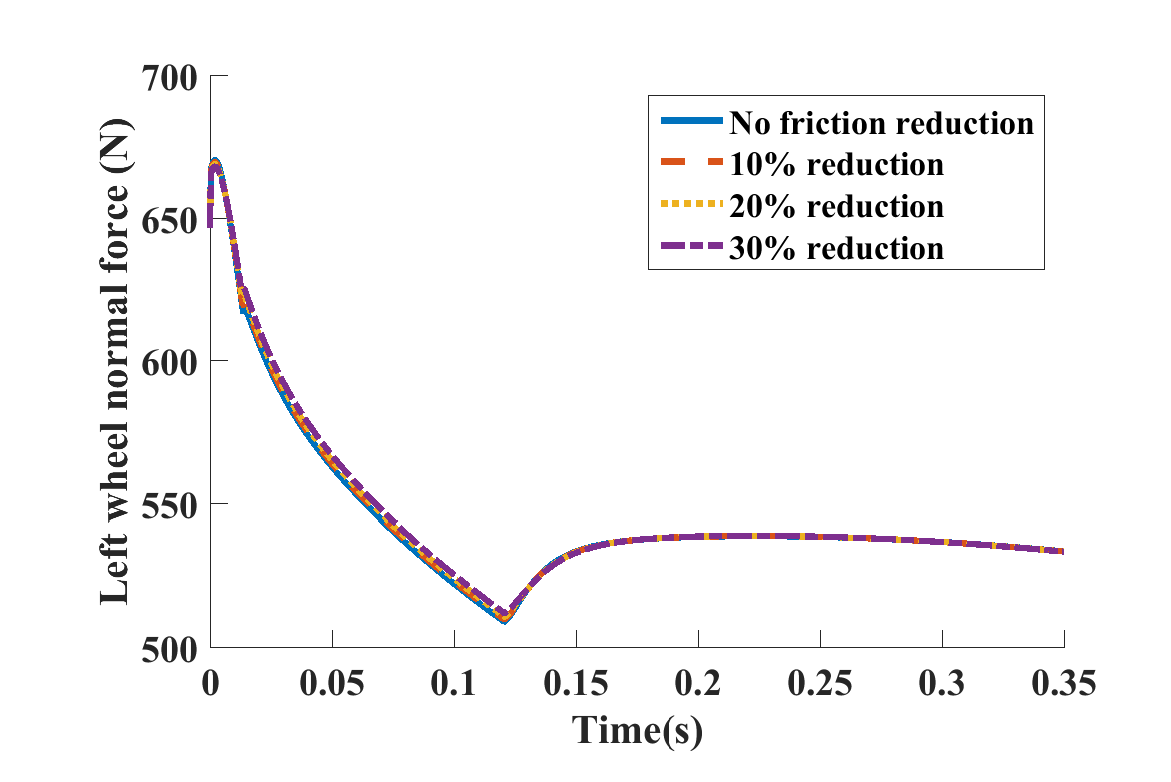 700
650
600
550
500
Left wheel normal force (N)
No friction reduction
10% reduction
20% reduction
30% reduction
0
0.05
0.1
0.15
0.2
0.25
0.3
0.35
Time(s)